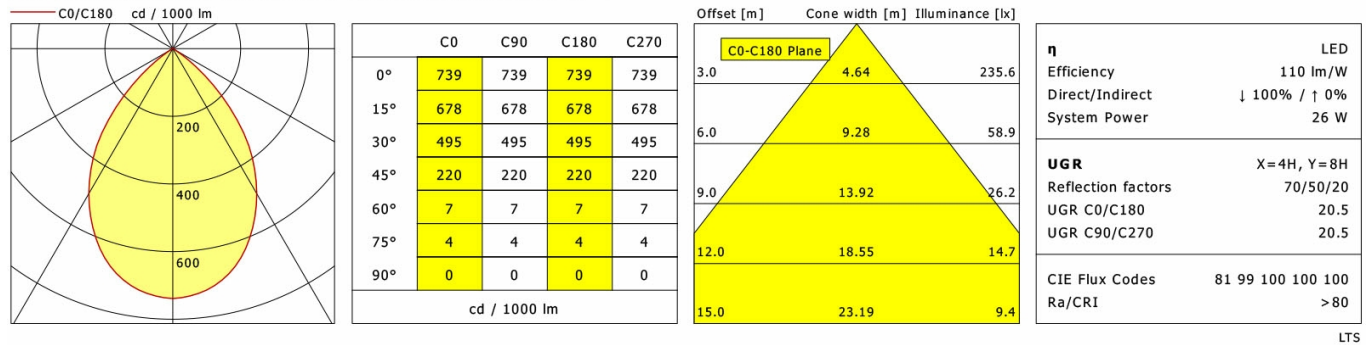 C0/C180 cd / 1000 lm
200
400
600
C0 C90 C180 C270
0° 739 739 739 739
15° 678 678 678 678
30° 495 495 495 495
45° 220 220 220 220
60° 7 7 7 7
75° 4 4 4 4
90° 0 0 0 0
cd / 1000 lm
Offset [m] Cone width [m] Illuminance [lx]
C0-C180 Plane
3.0 4.64 235.6
6.0 9.28 58.9
9.0 13.92 26.2
12.0 18.55 14.7
15.0 23.19 9.4
η LED
Efficiency 110 lm/W
Direct/Indirect ↓ 100% / ↑ 0%
System Power 26 W
UGR X=4H, Y=8H
Reflection factors 70/50/20
UGR C0/C180 20.5
UGR C90/C270 20.5
CIE Flux Codes 81 99 100 100 100
Ra/CRI >80
LTS